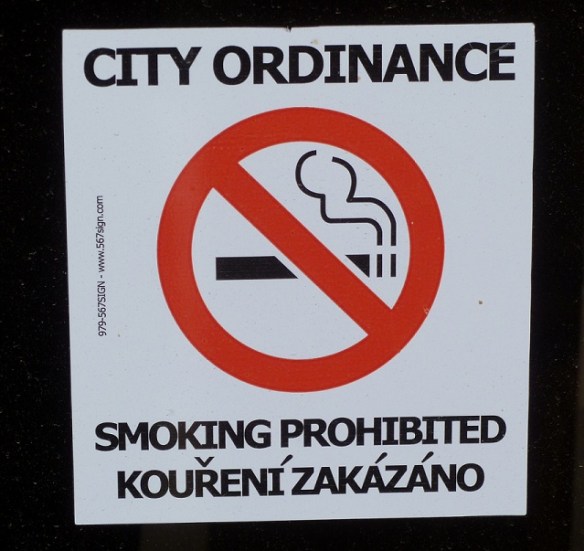 CITY ORDINANCE
979-567SIGN - www.567sign.com
SMOKING PROHIBITED
KOUŘENÍ ZAKÁZÁNO